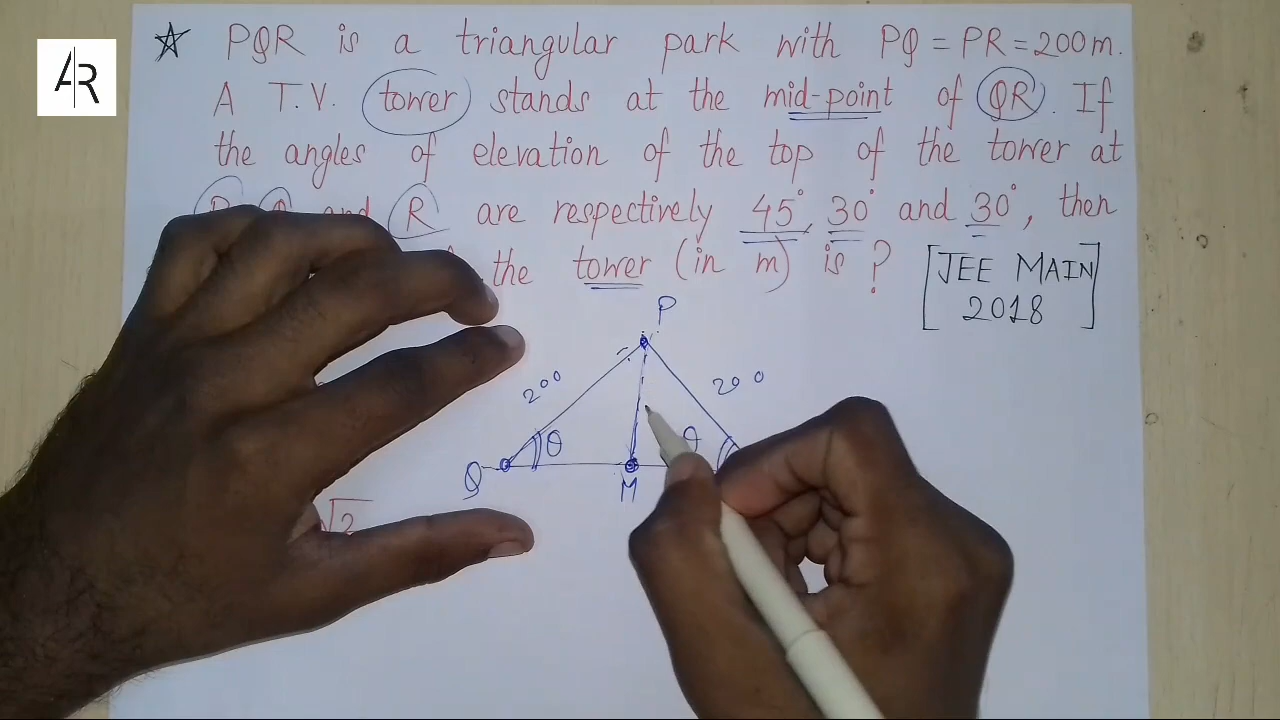 AR
PQR is a triangular park with PQ = PR = 200 m.
A T.V. tower stands at the mid-point of QR. If
the angles of elevation of the top of the tower at
R are respectively 45°, 30° and 30°, then
the tower (in m) is ?
[JEE MAIN
2018]
P
200 200
θ θ
Q M
√2